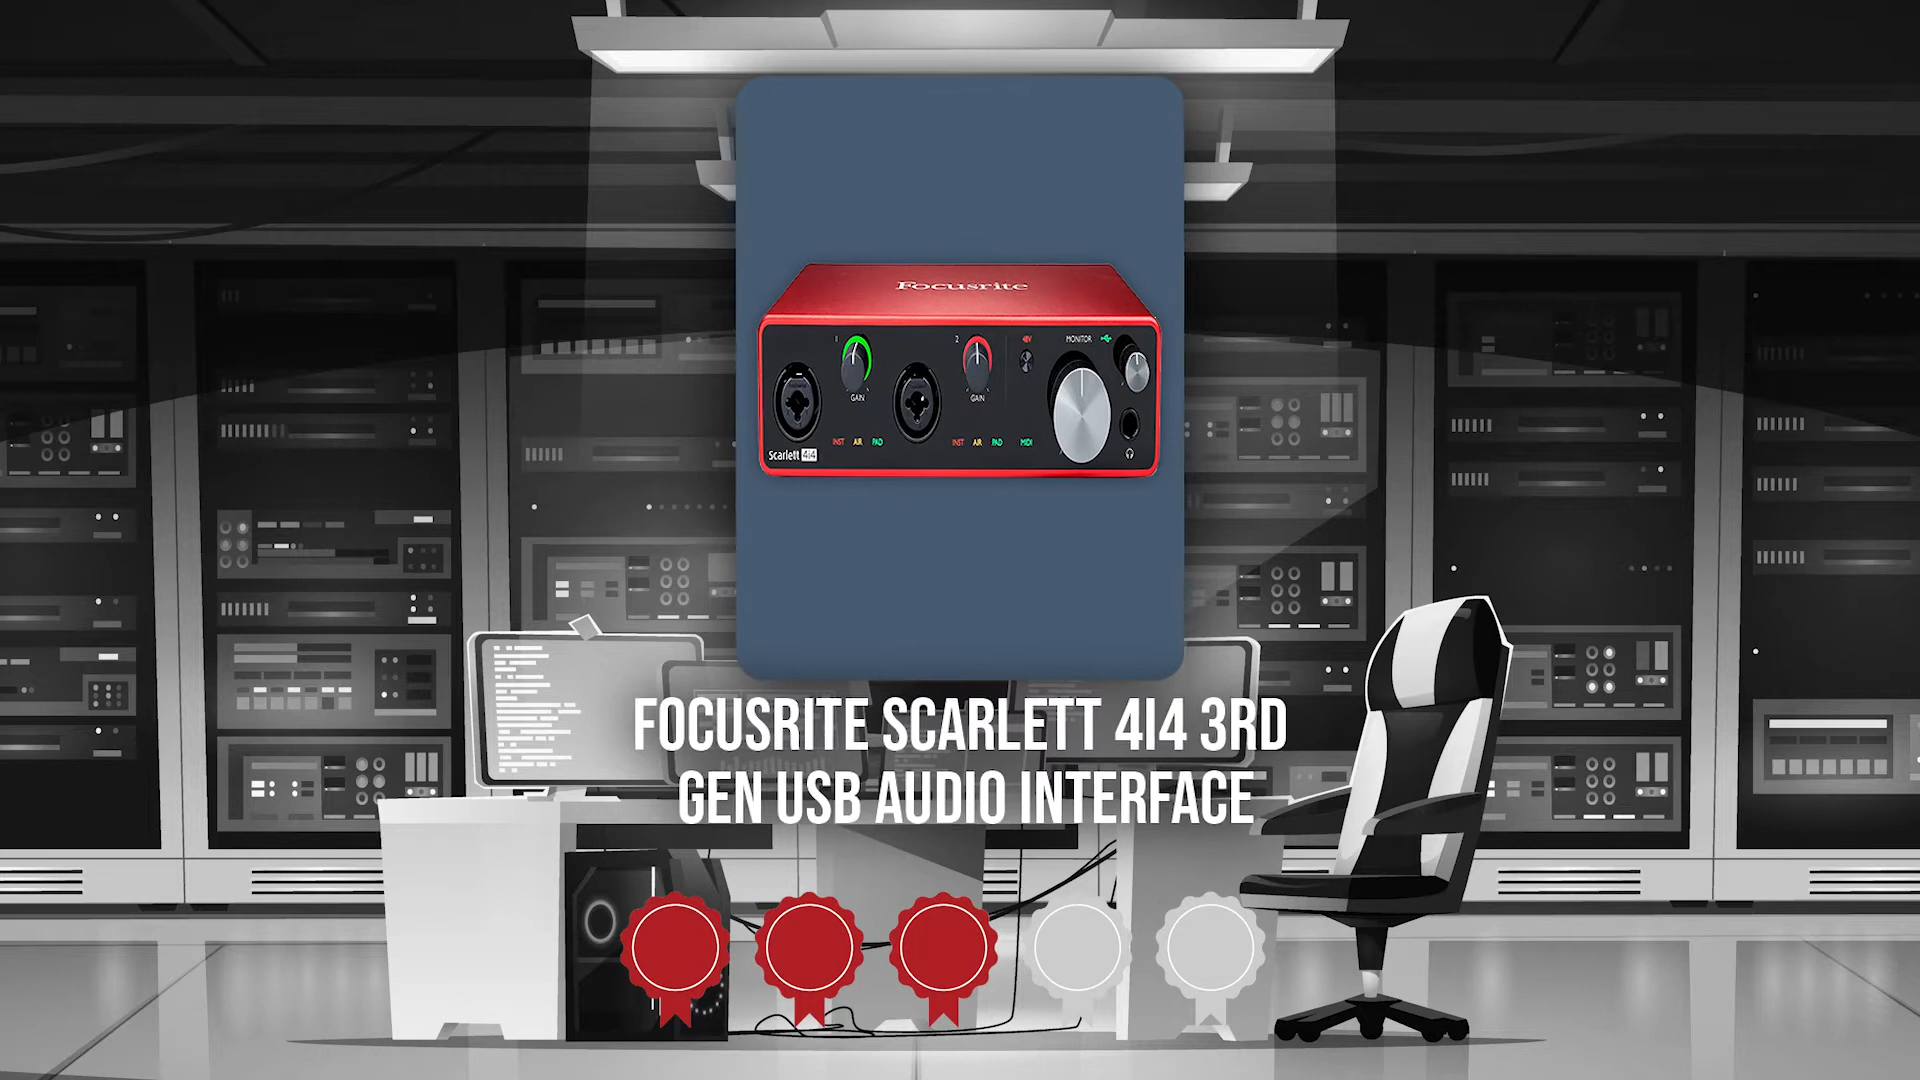 Focusrite
1
2
48V
MONITOR
GAIN
GAIN
INST AIR PAD
INST AIR PAD
MIDI
Scarlett 4i4
FOCUSRITE SCARLETT 4I4 3RD
GEN USB AUDIO INTERFACE